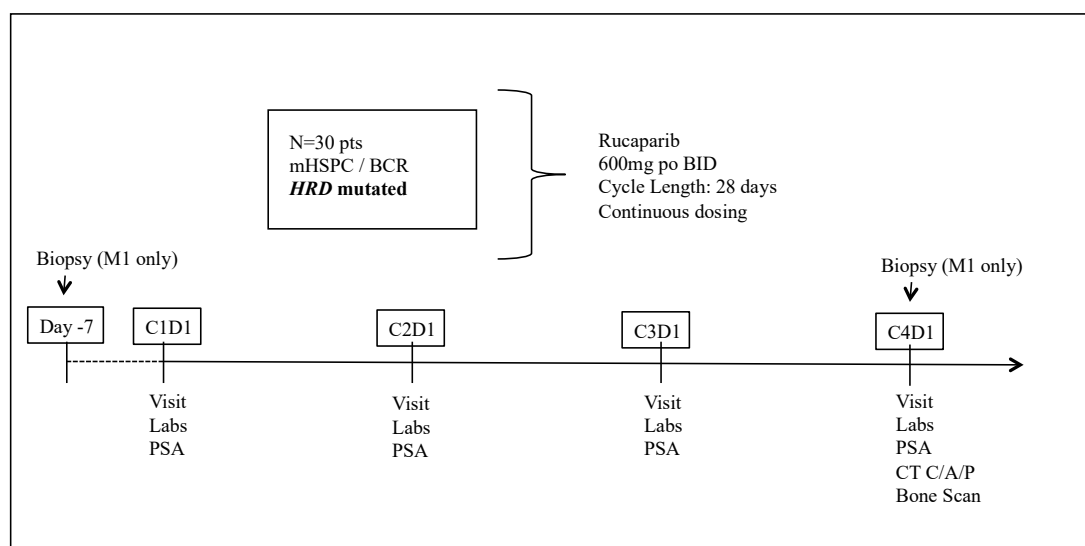 N=30 pts
mHSPC / BCR
HRD mutated
Rucaparib
600mg po BID
Cycle Length: 28 days
Continuous dosing
Biopsy (M1 only)
Biopsy (M1 only)
Day -7
C1D1
C2D1
C3D1
C4D1
Visit
Labs
PSA
Visit
Labs
PSA
Visit
Labs
PSA
Visit
Labs
PSA
CT C/A/P
Bone Scan